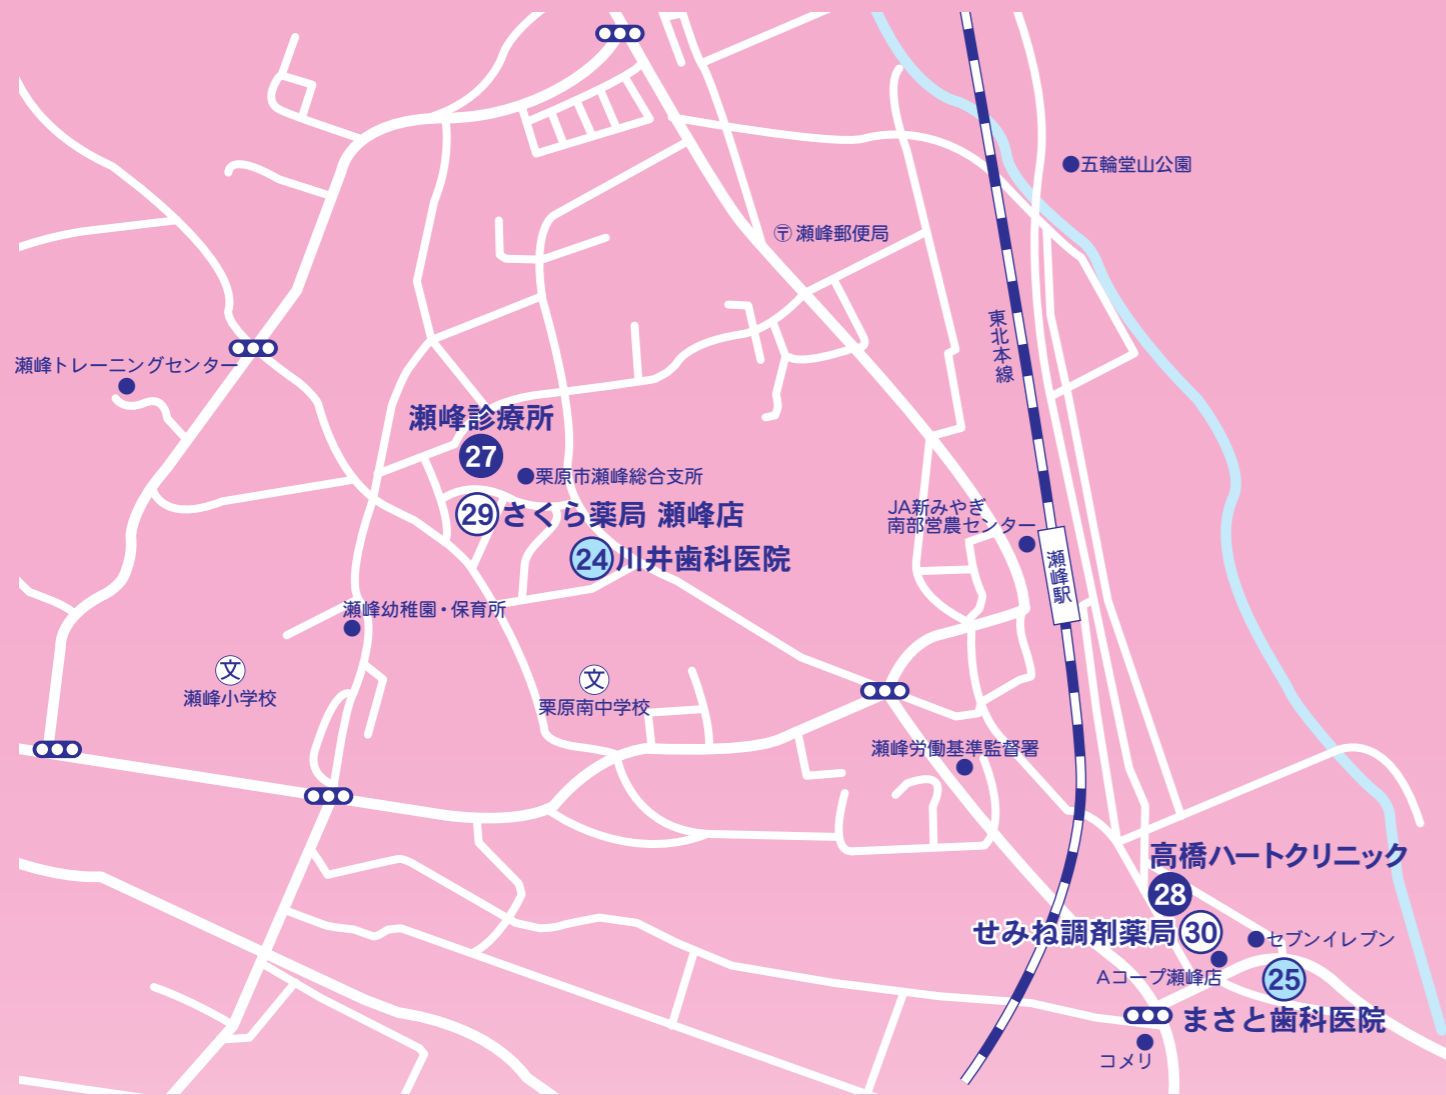 五輪堂山公園
〒瀬峰郵便局
東北本線
瀬峰トレーニングセンター
瀬峰診療所
27
栗原市瀬峰総合支所
29 さくら薬局 瀬峰店
JA新みやぎ
南部営農センター
24 川井歯科医院
瀬峰駅
瀬峰幼稚園・保育所
文
瀬峰小学校
文
栗原南中学校
瀬峰労働基準監督署
高橋ハートクリニック
28
せみね調剤薬局 30
セブンイレブン
Aコープ瀬峰店
25
まさと歯科医院
コメリ